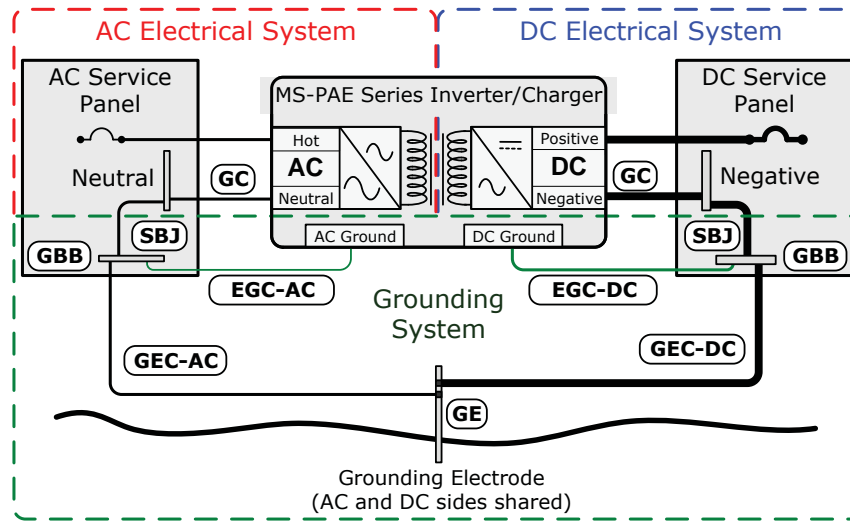 AC Electrical System
DC Electrical System
AC Service
Panel
MS-PAE Series Inverter/Charger
DC Service
Panel
Hot
AC
Neutral
Positive
DC
Negative
Neutral
GC
GC
Negative
SBJ
SBJ
AC Ground
DC Ground
GBB
GBB
EGC-AC
EGC-DC
Grounding
System
GEC-AC
GEC-DC
GE
Grounding Electrode
(AC and DC sides shared)